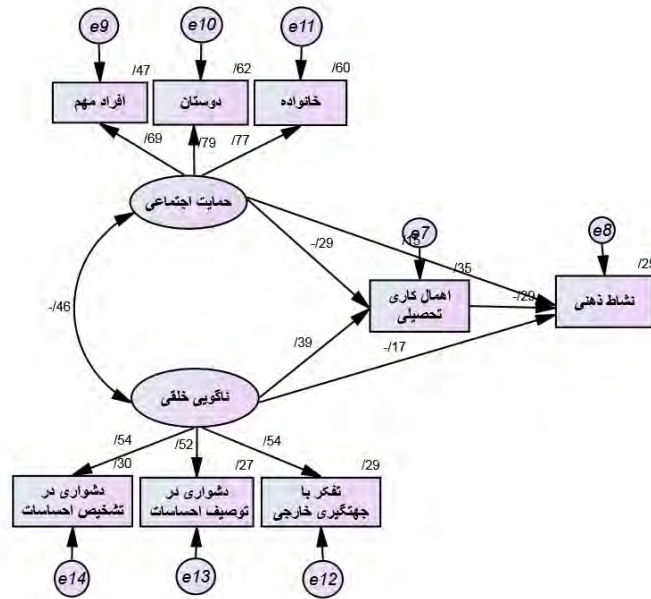 e9
e10
e11
/47
/62
/60
افراد مهم
دوستان
خانواده
/69
/79
/77
حمایت اجتماعی
e7
e8
-/29
/15
/35
/25
-/46
اهمال کاری
تحصیلی
-/29
نشاط ذهنی
/39
-/17
ناگویی خلقی
/54
/52
/54
/30
/27
/29
دشواری در
تشخیص احساسات
دشواری در
توصیف احساسات
تفکر با
جهتگیری خارجی
e14
e13
e12